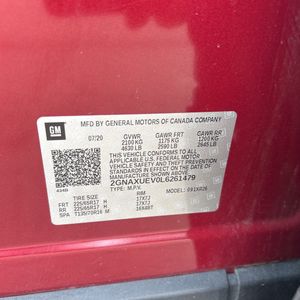 GM
MFD BY GENERAL MOTORS OF CANADA COMPANY
07/20 GVWR GAWR FRT GAWR RR
2100 KG 1175 KG 1200 KG
4630 LB 2590 LB 2645 LB
THIS VEHICLE CONFORMS TO ALL APPLICABLE
U.S. FEDERAL MOTOR VEHICLE SAFETY AND
THEFT PREVENTION STANDARDS IN EFFECT ON
THE DATE OF MANUFACTURE SHOWN ABOVE.
2GNAXUEV0L6261479
TYPE: M.P.V. MODEL:
TIRE SIZE RIM
FRT 225/65R17 H 17X7J
RR 225/65R17 H 17X7J
SPA T135/70R16 M 16X4BT